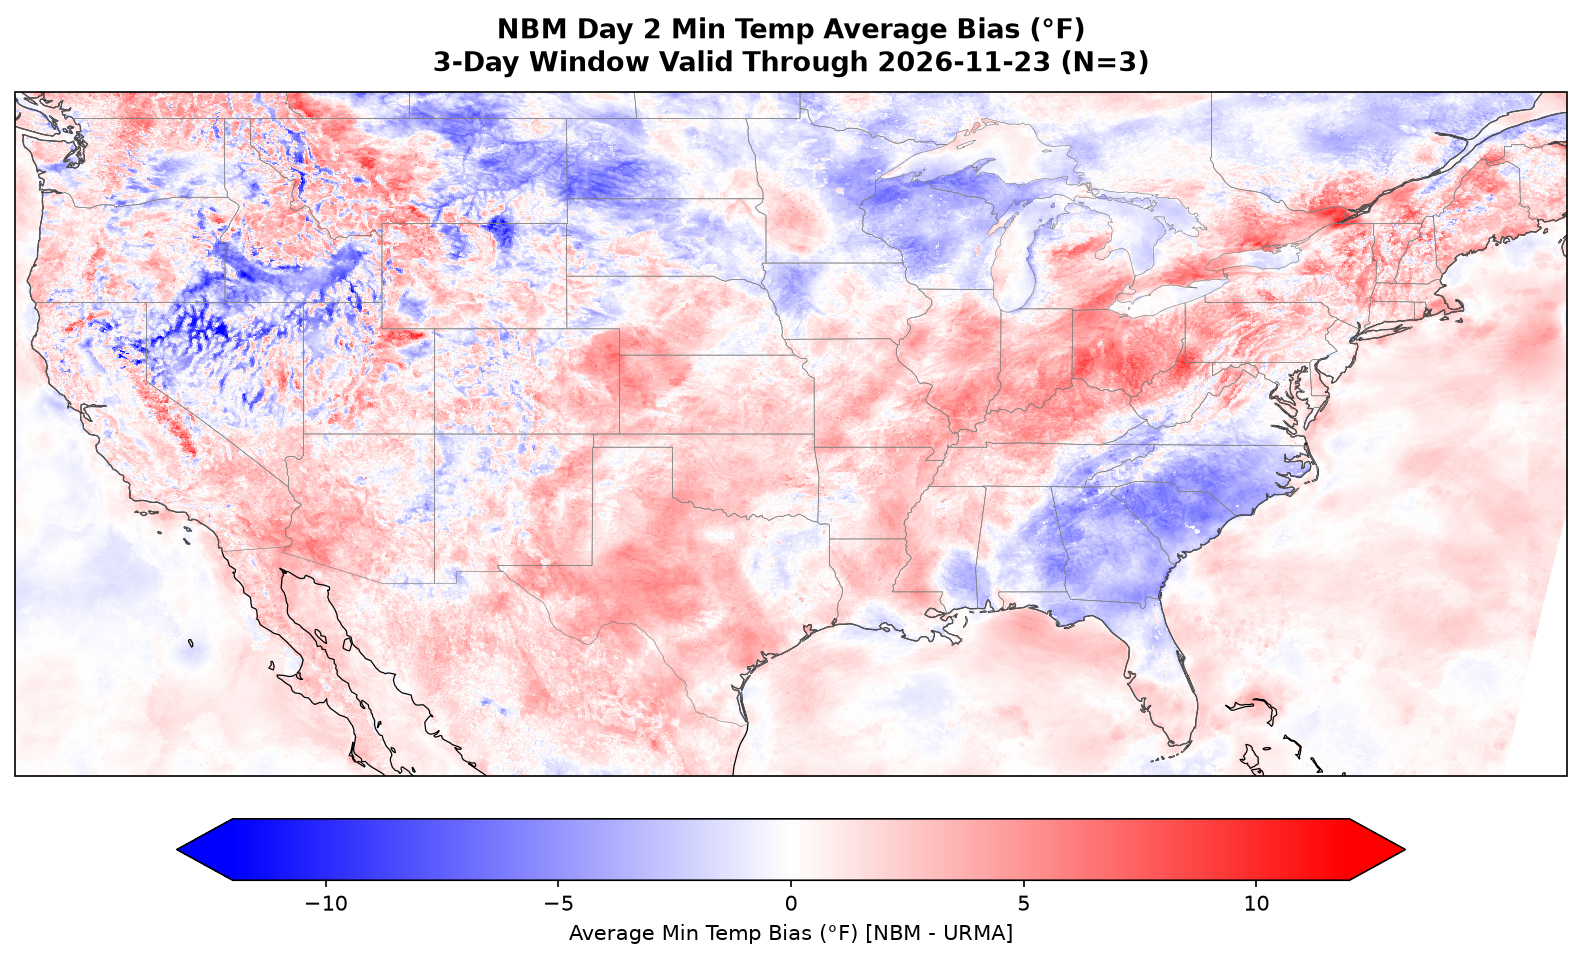 NBM Day 2 Min Temp Average Bias (°F)
3-Day Window Valid Through 2026-11-23 (N=3)
−10 −5 0 5 10
Average Min Temp Bias (°F) [NBM - URMA]